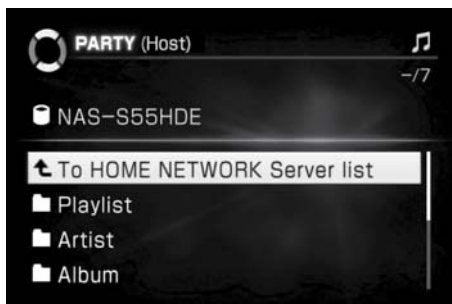 PARTY (Host)
-/7
NAS-S55HDE
To HOME NETWORK Server list
Playlist
Artist
Album